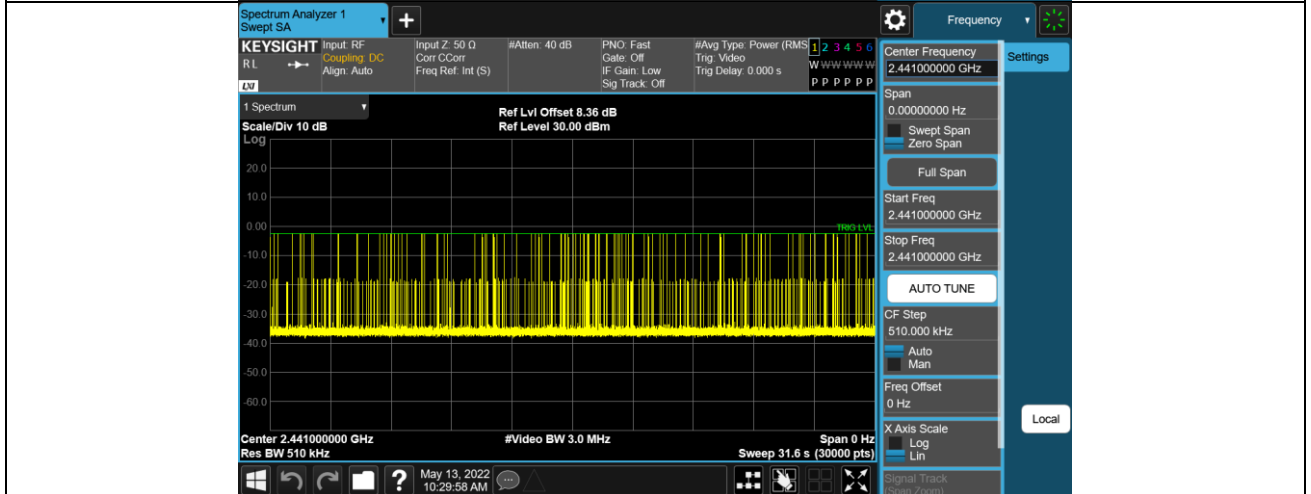 Spectrum Analyzer 1
Swept SA
Frequency
KEYSIGHT
RL
LXI
Input: RF
Coupling: DC
Align: Auto
Input Z: 50 Ω
Corr CCorr
Freq Ref: Int (S)
#Atten: 40 dB
PNO: Fast
Gate: Off
IF Gain: Low
Sig Track: Off
#Avg Type: Power (RMS
Trig: Video
Trig Delay: 0.000 s
1 2 3 4 5 6
W W W W W W
P P P P P P
1 Spectrum
Scale/Div 10 dB
Log
Ref Lvl Offset 8.36 dB
Ref Level 30.00 dBm
20.0
10.0
0.00
TRIG LVL
-10.0
-20.0
-30.0
-40.0
-50.0
-60.0
Center 2.441000000 GHz
#Video BW 3.0 MHz
Span 0 Hz
Res BW 510 kHz
Sweep 31.6 s (30000 pts)
?
May 13, 2022
10:29:58 AM
Center Frequency
2.441000000 GHz
Settings
Span
0.00000000 Hz
Swept Span
Zero Span
Full Span
Start Freq
2.441000000 GHz
Stop Freq
2.441000000 GHz
AUTO TUNE
CF Step
510.000 kHz
Auto
Man
Freq Offset
0 Hz
Local
X Axis Scale
Log
Lin
Signal Track
(Span Zoom)